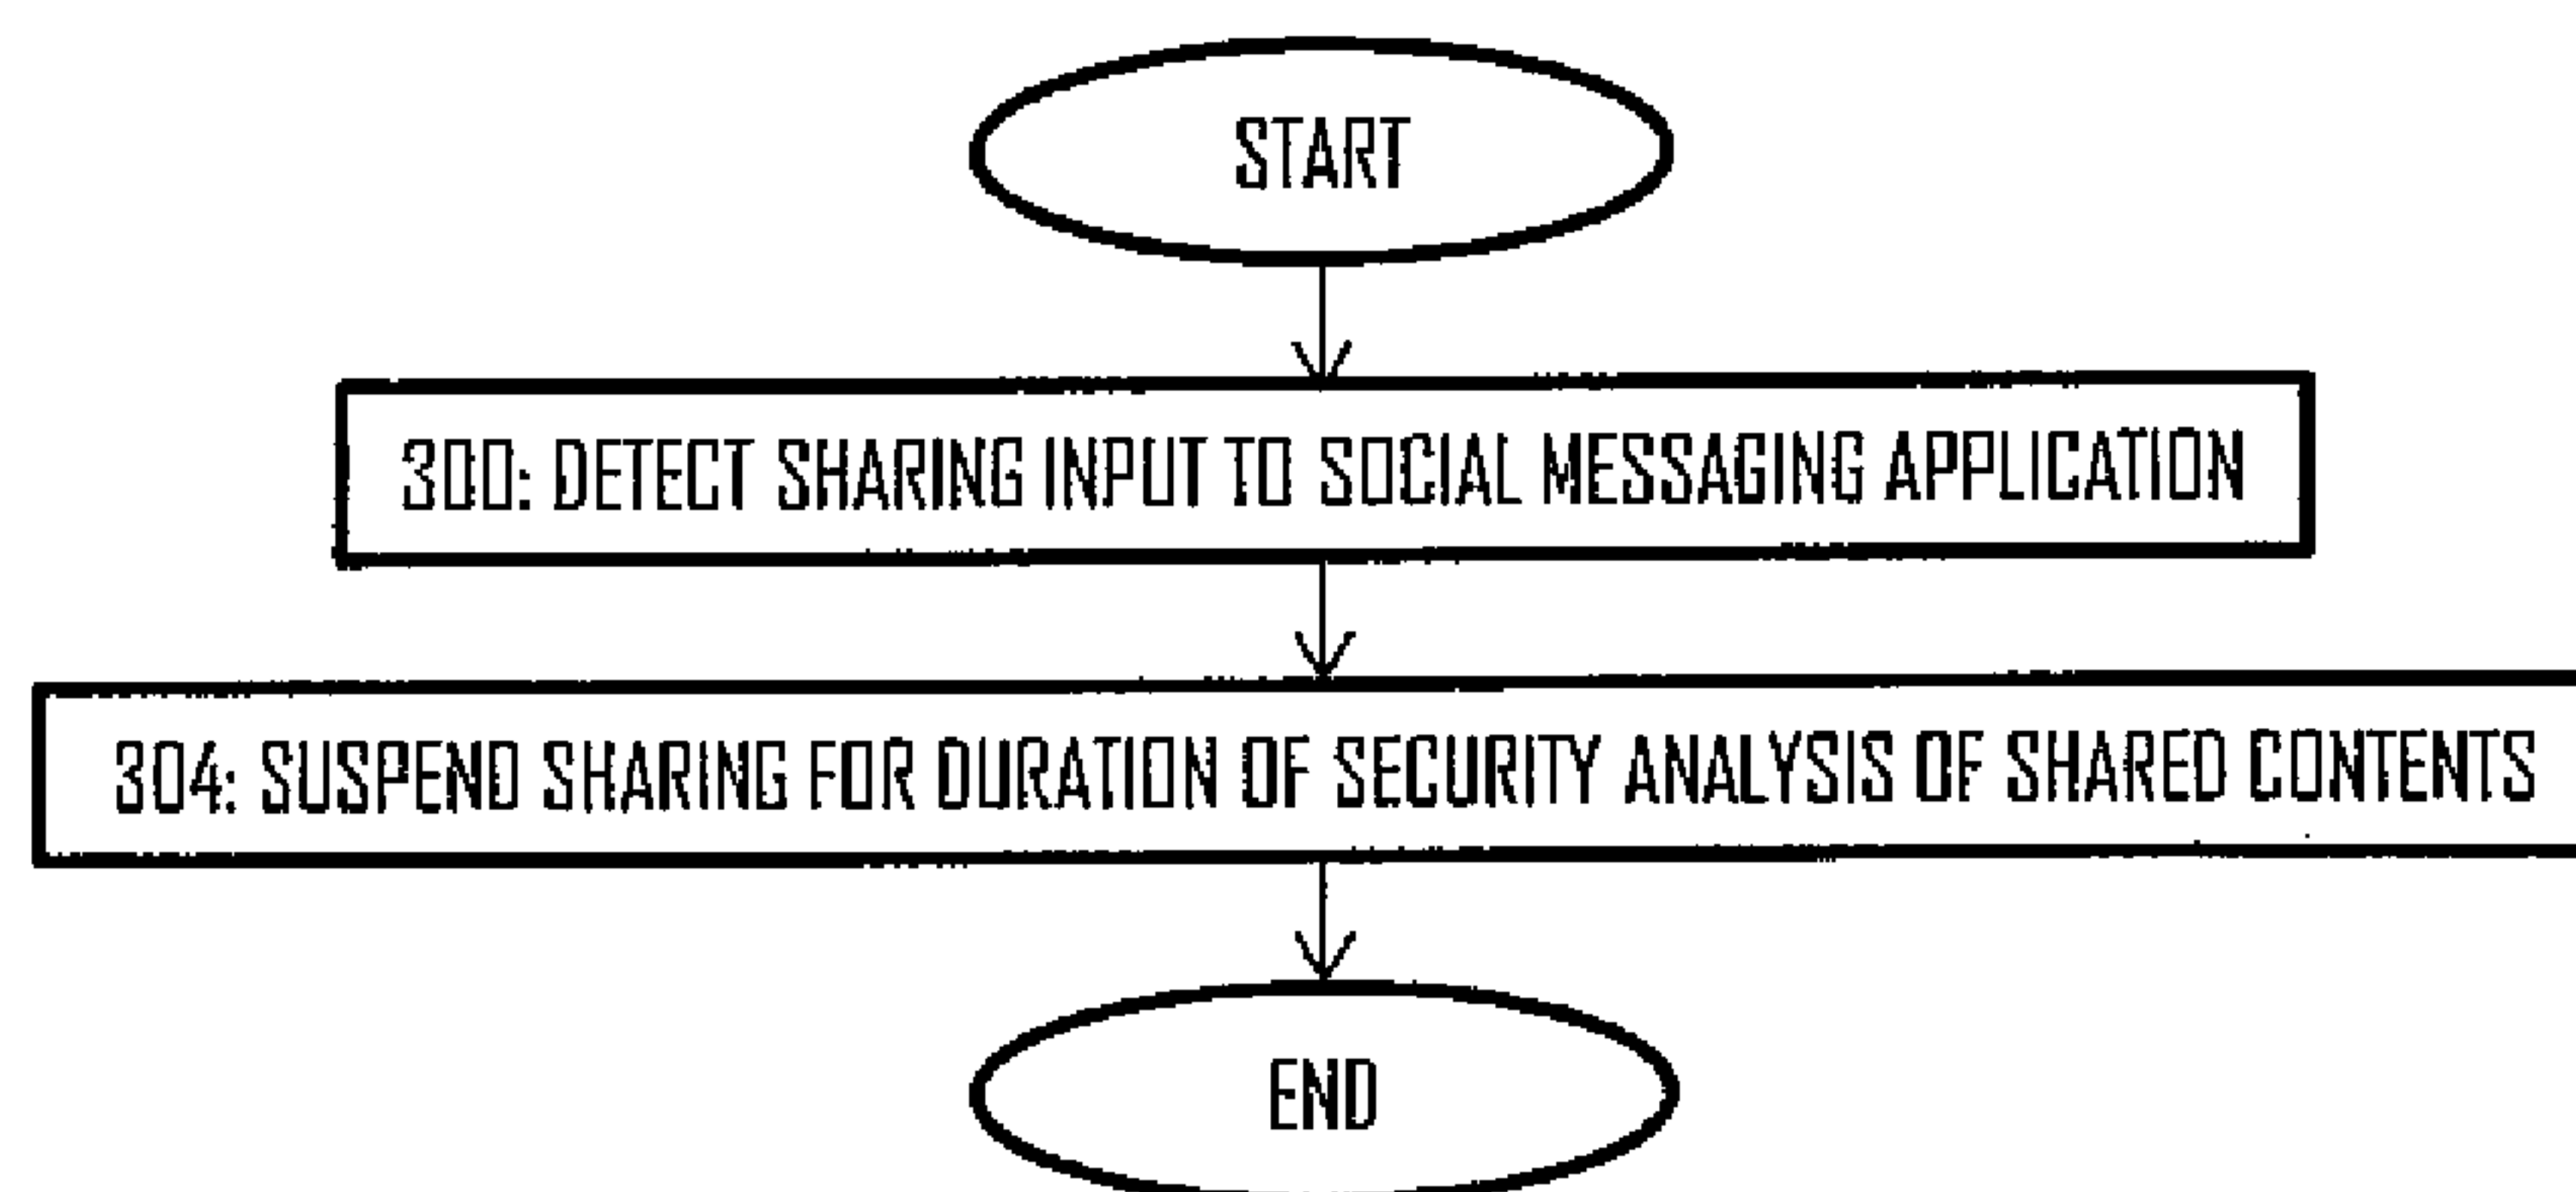 START
300: DETECT SHARING INPUT TO SOCIAL MESSAGING APPLICATION
304: SUSPEND SHARING FOR DURATION OF SECURITY ANALYSIS OF SHARED CONTENTS
END